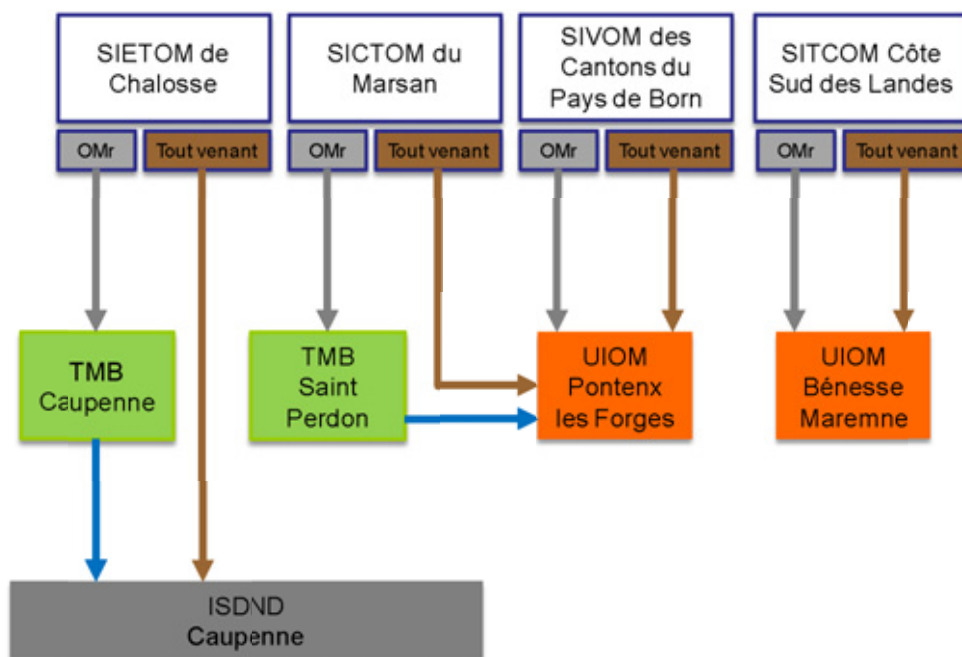 SIETOM de
Chalosse
SICTOM du
Marsan
SIVOM des
Cantons du
Pays de Born
SITCOM Côte
Sud des Landes
OMr
Tout venant
OMr
Tout venant
OMr
Tout venant
OMr
Tout venant
TMB
Caupenne
TMB
Saint
Perdon
UIOM
Pontenx
les Forges
UIOM
Bénesse
Maremne
ISDND
Caupenne